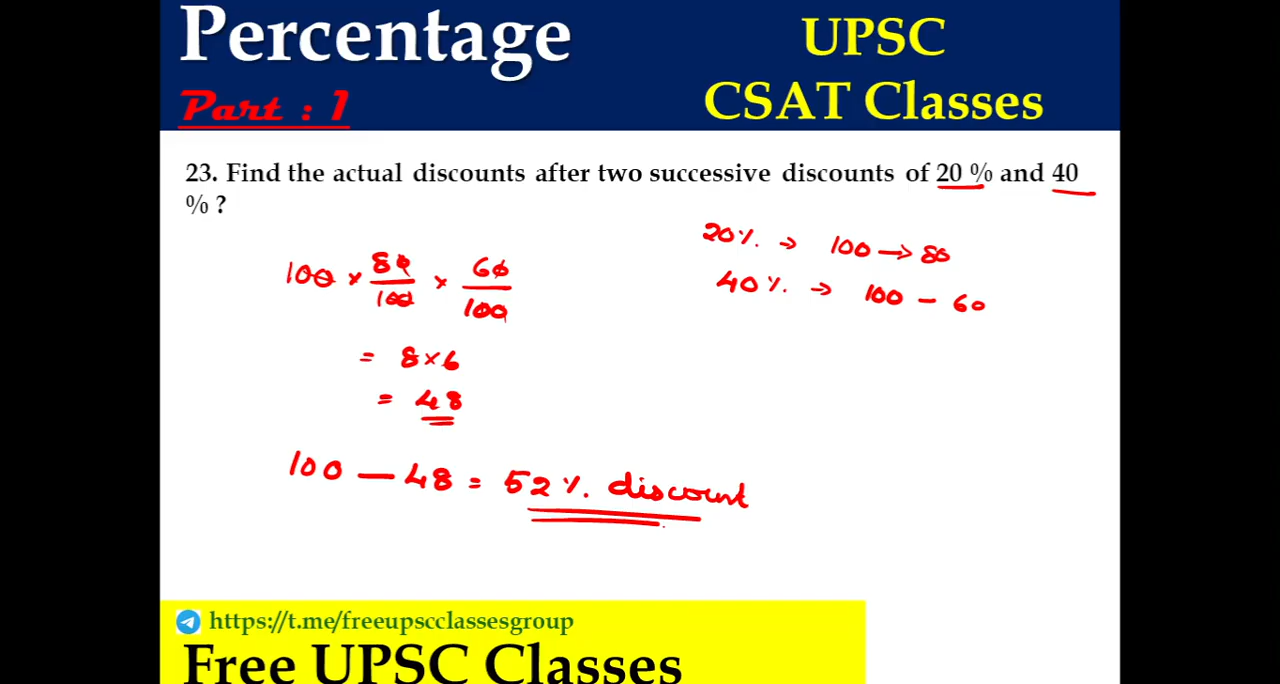 Percentage
Part : 1
UPSC
CSAT Classes
23. Find the actual discounts after two successive discounts of 20 % and 40
% ?
20% → 100 → 80
40% → 100 – 60
100 × 80/100 × 60/100
= 8×6
= 48
100 – 48 = 52% discount
https://t.me/freeupscclassesgroup
Free UPSC Classes